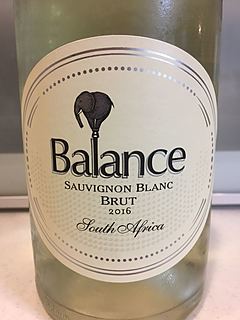 Balance
SAUVIGNON BLANC
BRUT
2016
South Africa